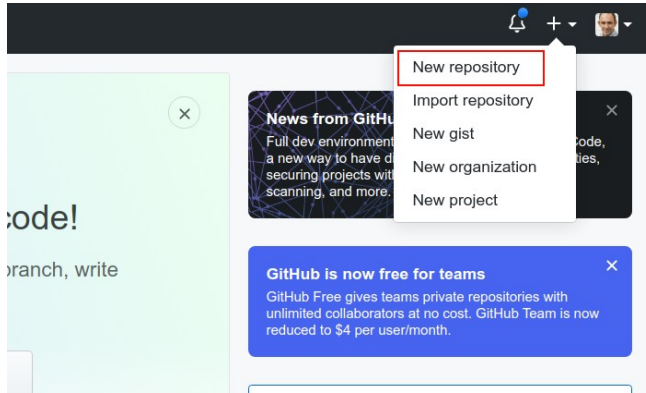 New repository
Import repository
New gist
New organization
New project
News from GitHu
Full dev environment Code,
a new way to have di ties,
securing projects with
scanning, and more.
code!
branch, write
GitHub is now free for teams
GitHub Free gives teams private repositories with
unlimited collaborators at no cost. GitHub Team is now
reduced to $4 per user/month.